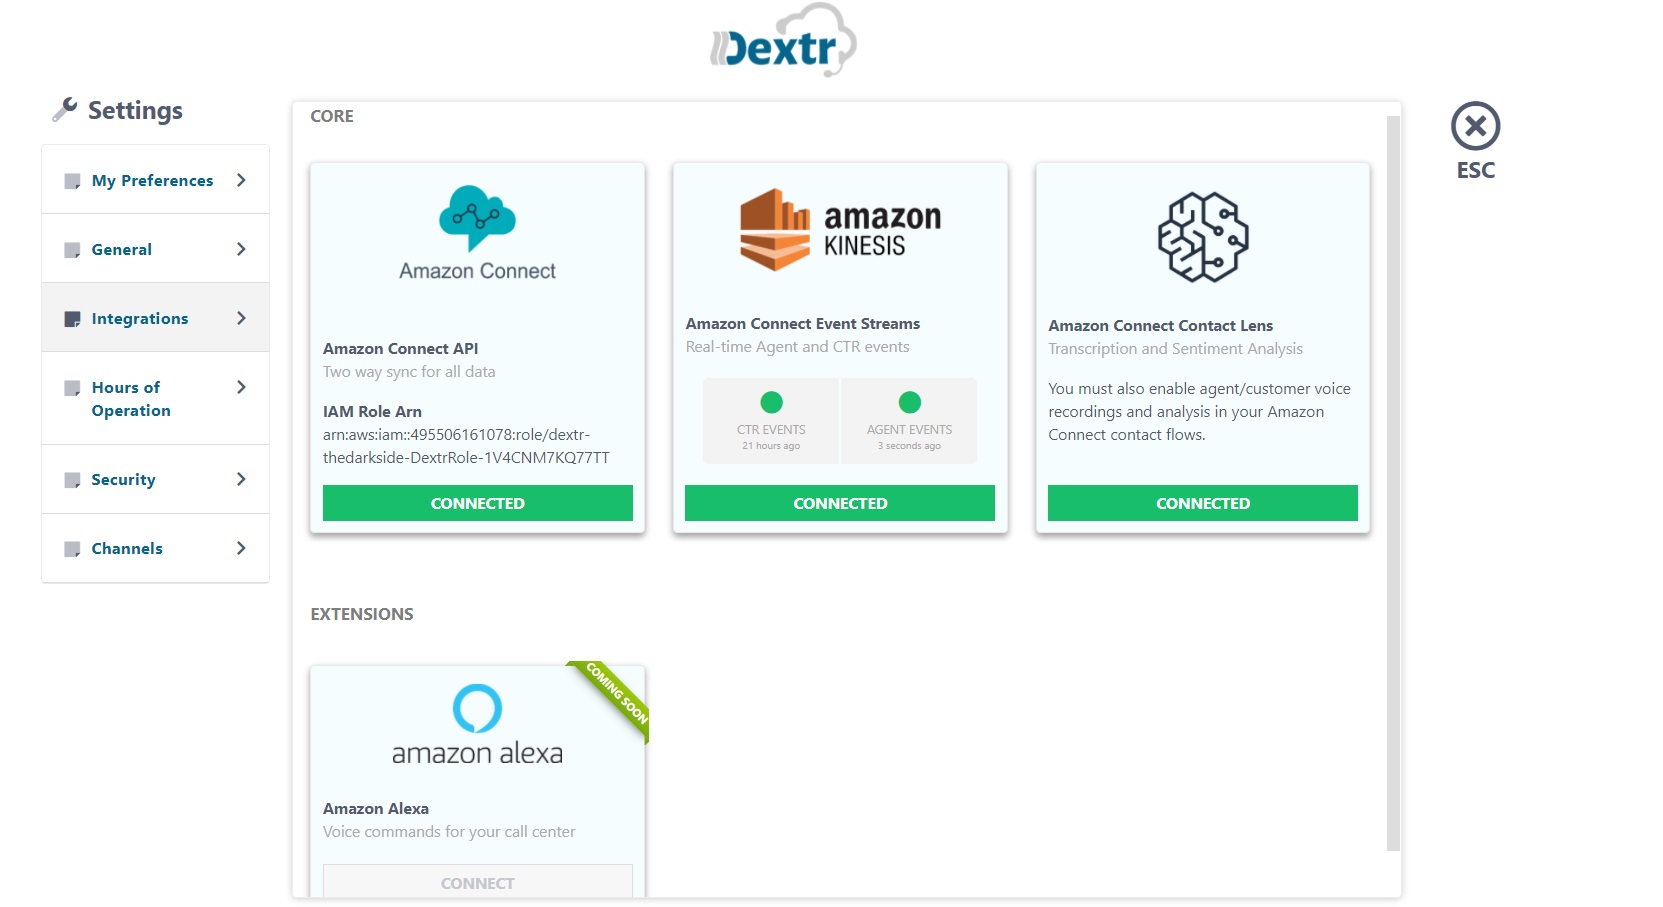 Dextr
Settings
My Preferences
General
Integrations
Hours of
Operation
Security
Channels
CORE
Amazon Connect
Amazon Connect API
Two way sync for all data
IAM Role Arn
arn:aws:iam::495506161078:role/dextr-
thedarkside-DextrRole-1V4CNM7KQ77TT
CONNECTED
amazon
KINESIS
Amazon Connect Event Streams
Real-time Agent and CTR events
CTR EVENTS
21 hours ago
AGENT EVENTS
3 seconds ago
CONNECTED
Amazon Connect Contact Lens
Transcription and Sentiment Analysis
You must also enable agent/customer voice
recordings and analysis in your Amazon
Connect contact flows.
CONNECTED
EXTENSIONS
COMING SOON
amazon alexa
Amazon Alexa
Voice commands for your call center
CONNECT
ESC